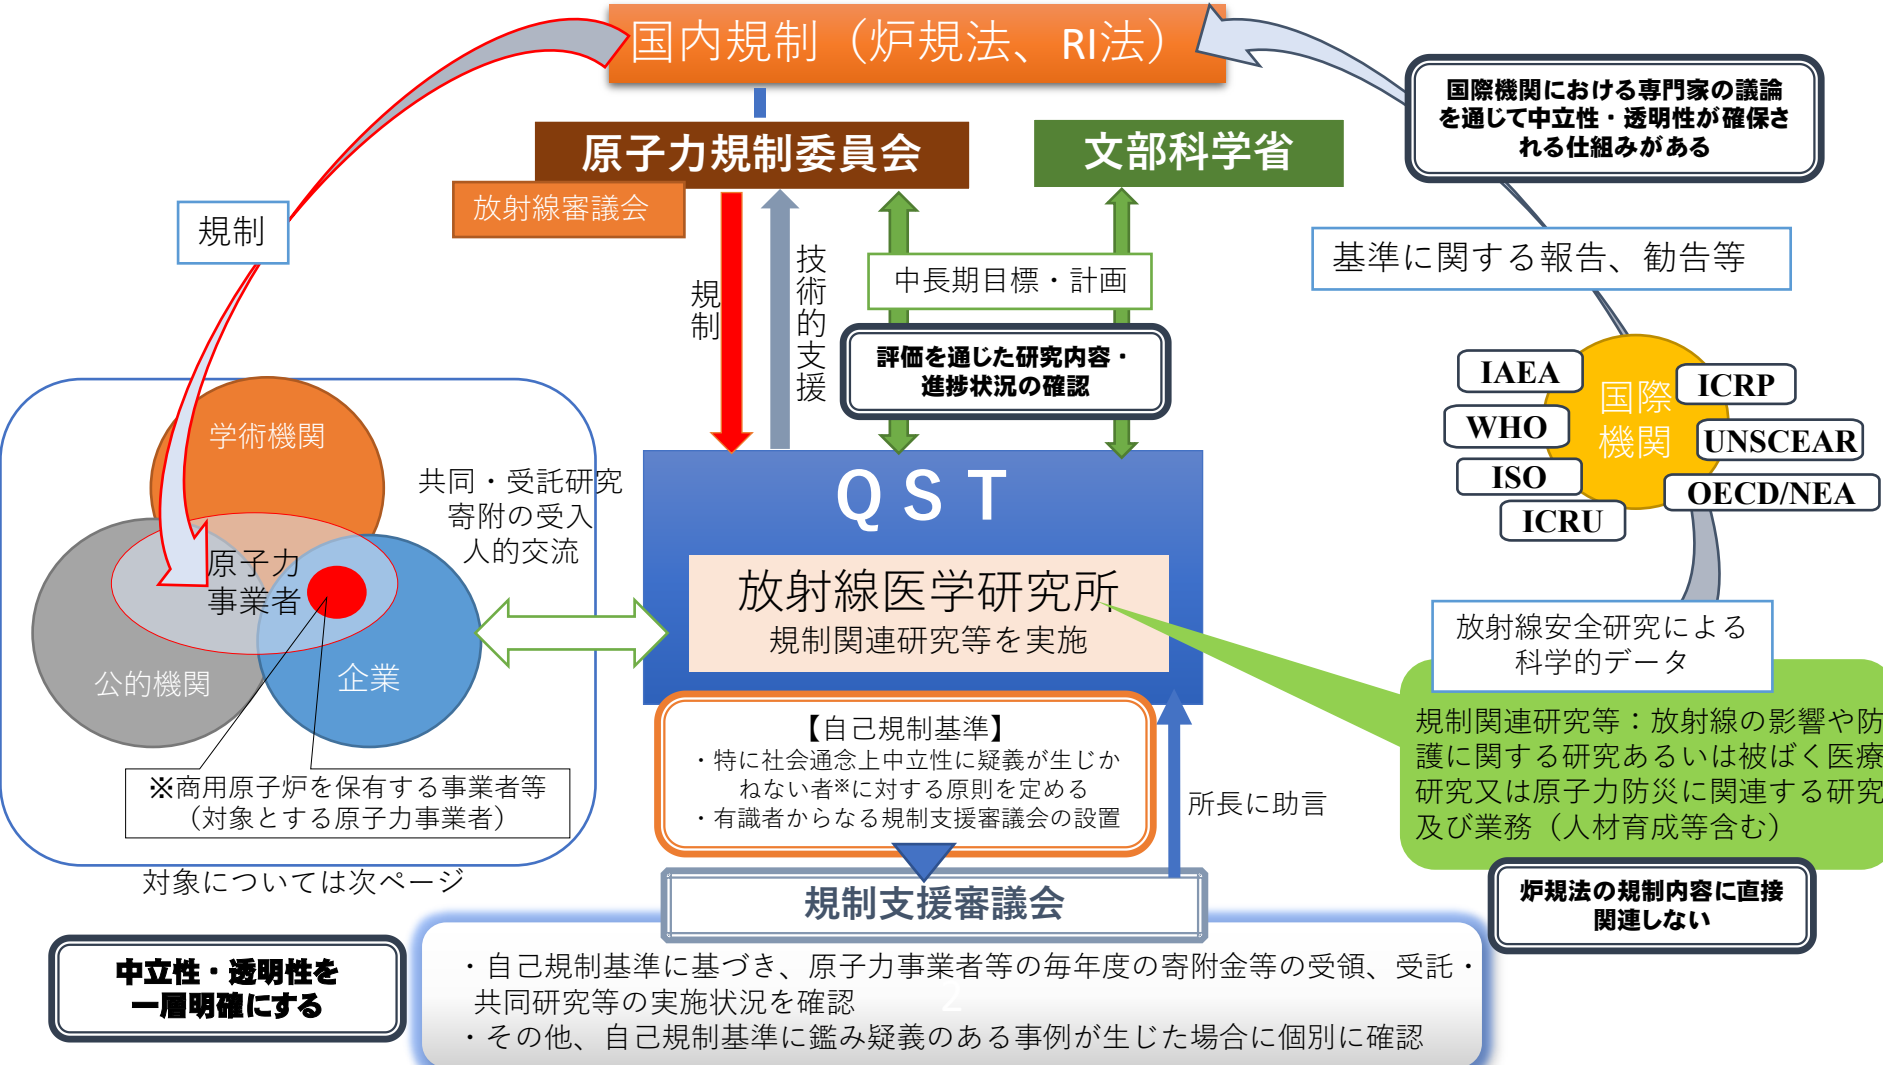 国内規制（炉規法、RI法）
国際機関における専門家の議論
を通じて中立性・透明性が確保さ
れる仕組みがある
原子力規制委員会
文部科学省
放射線審議会
規制
基準に関する報告、勧告等
規制
技術的支援
中長期目標・計画
評価を通じた研究内容・
進捗状況の確認
国際
機関
IAEA
ICRP
WHO
UNSCEAR
ISO
OECD/NEA
ICRU
学術機関
原子力
事業者
公的機関
企業
共同・受託研究
寄附の受入
人的交流
QST
放射線医学研究所
規制関連研究等を実施
放射線安全研究による
科学的データ
規制関連研究等：放射線の影響や防
護に関する研究あるいは被ばく医療
研究又は原子力防災に関連する研究
及び業務（人材育成等含む）
炉規法の規制内容に直接
関連しない
※商用原子炉を保有する事業者等
（対象とする原子力事業者）
対象については次ページ
【自己規制基準】
・特に社会通念上中立性に疑義が生じか
ねない者※に対する原則を定める
・有識者からなる規制支援審議会の設置
所長に助言
規制支援審議会
中立性・透明性を
一層明確にする
・自己規制基準に基づき、原子力事業者等の毎年度の寄附金等の受領、受託・
共同研究等の実施状況を確認
2
・その他、自己規制基準に鑑み疑義のある事例が生じた場合に個別に確認